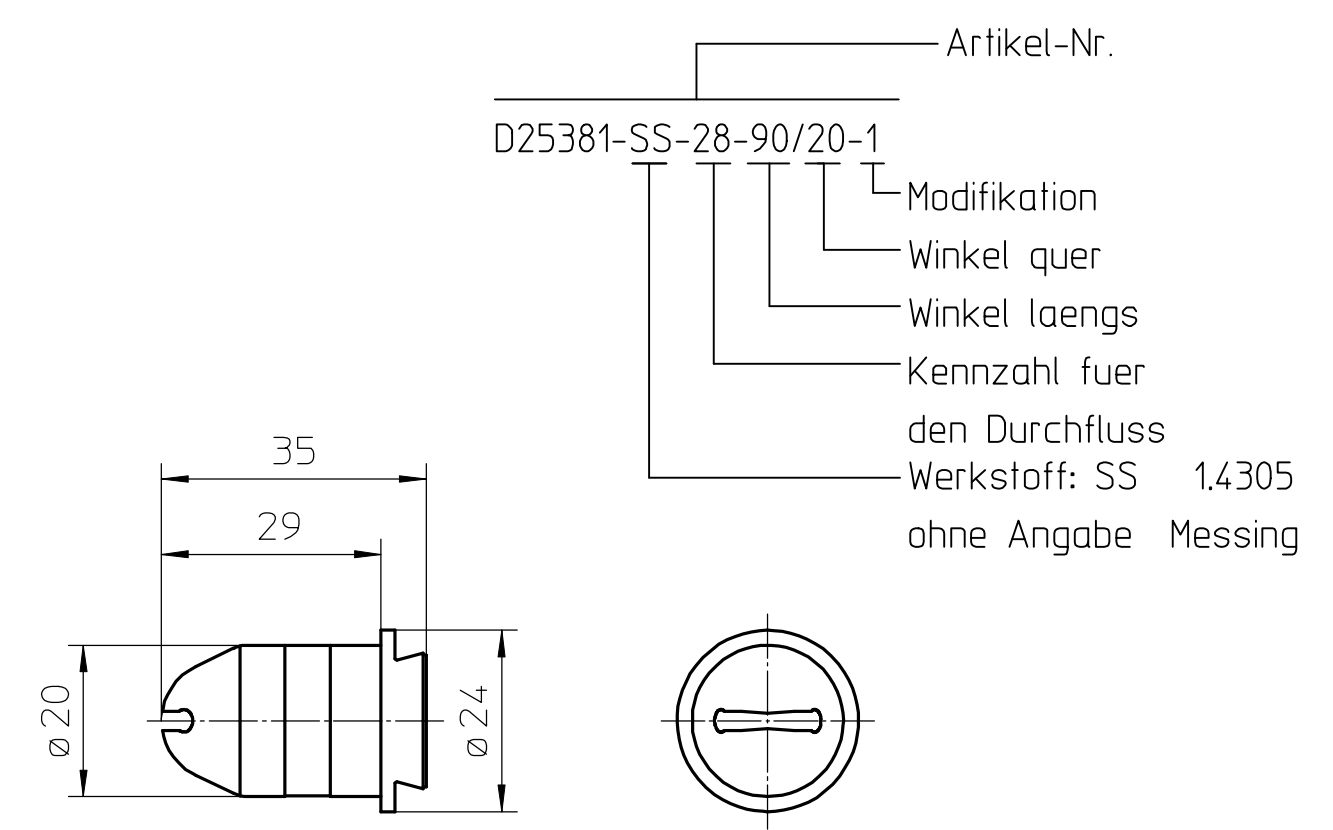 Artikel-Nr.
D25381-SS-28-90/20-1
Modifikation
Winkel quer
Winkel laengs
Kennzahl fuer
den Durchfluss
Werkstoff: SS 1.4305
ohne Angabe Messing
35
29
ø20
ø24